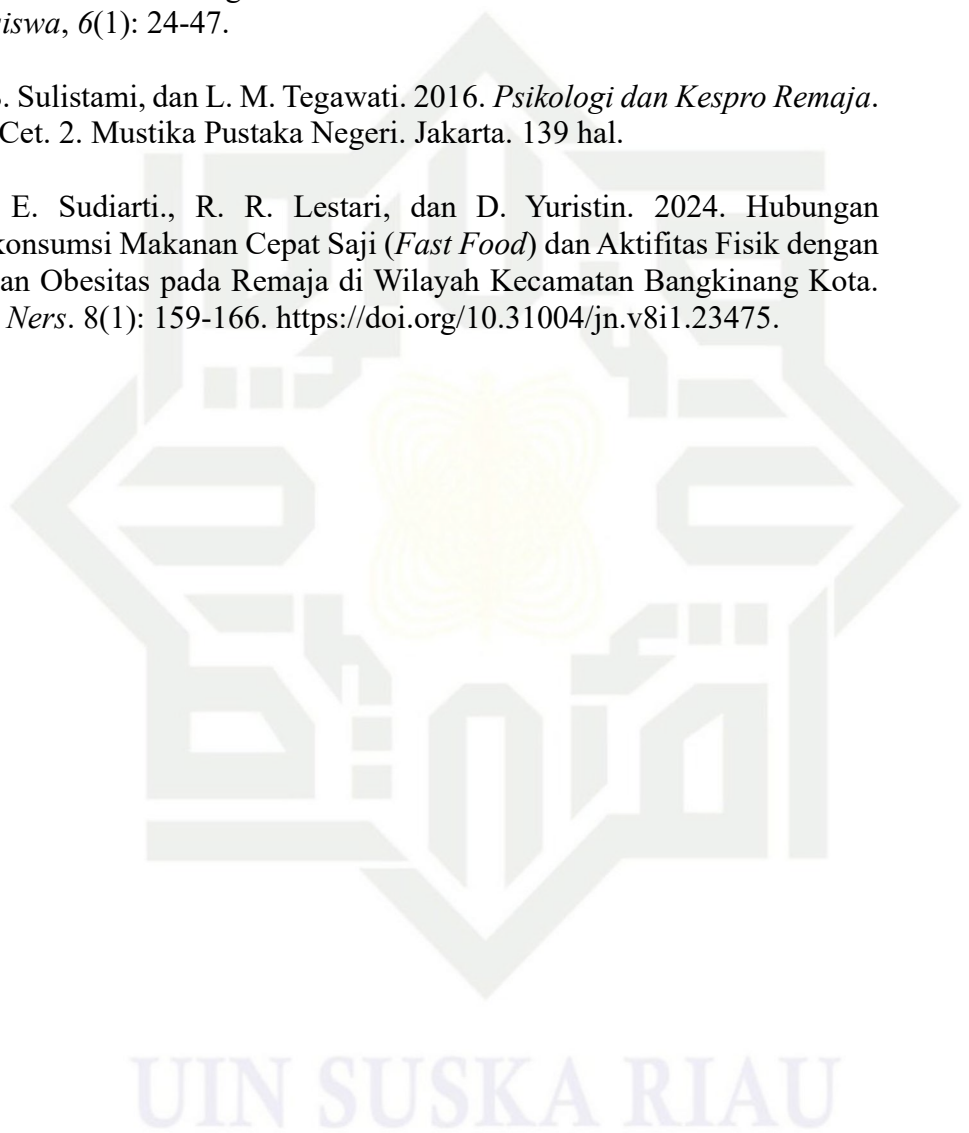 iswa, 6(1): 24-47.
. Sulistami, dan L. M. Tegawati. 2016. Psikologi dan Kespro Remaja.
Cet. 2. Mustika Pustaka Negeri. Jakarta. 139 hal.
E. Sudiarti., R. R. Lestari, dan D. Yuristin. 2024. Hubungan
konsumsi Makanan Cepat Saji (Fast Food) dan Aktifitas Fisik dengan
an Obesitas pada Remaja di Wilayah Kecamatan Bangkinang Kota.
Ners. 8(1): 159-166. https://doi.org/10.31004/jn.v8i1.23475.
UIN SUSKA RIAU